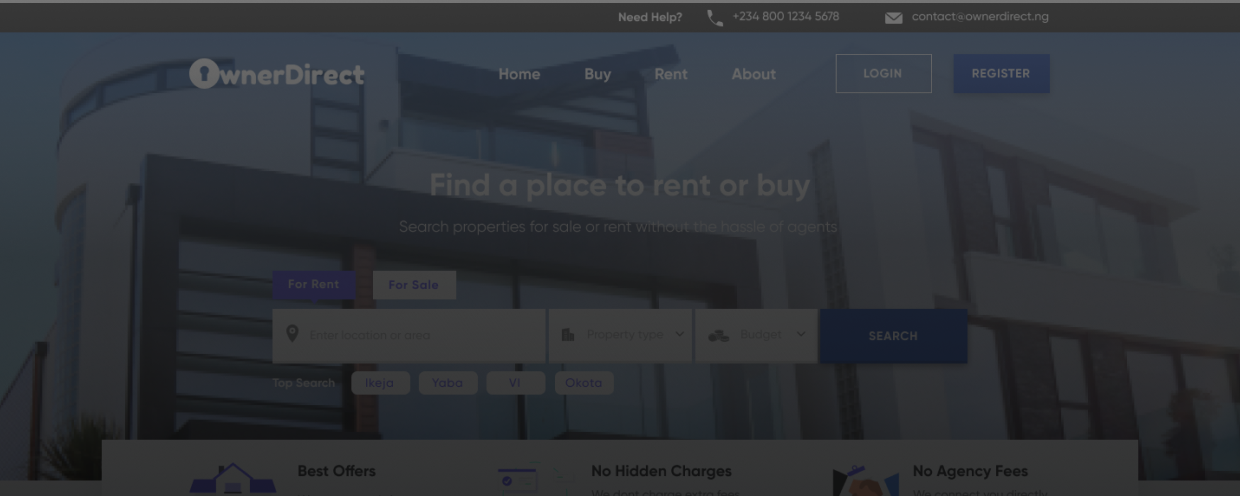 Need Help? +234 800 1234 5678 contact@ownerdirect.ng
OwnerDirect Home Buy Rent About LOGIN REGISTER
Find a place to rent or buy
Search properties for sale or rent without the hassle of agents
For Rent For Sale
Enter location or area Property type Budget SEARCH
Top Search Ikeja Yaba VI Okota
Best Offers No Hidden Charges No Agency Fees
We dont charge extra fees We connect you directly